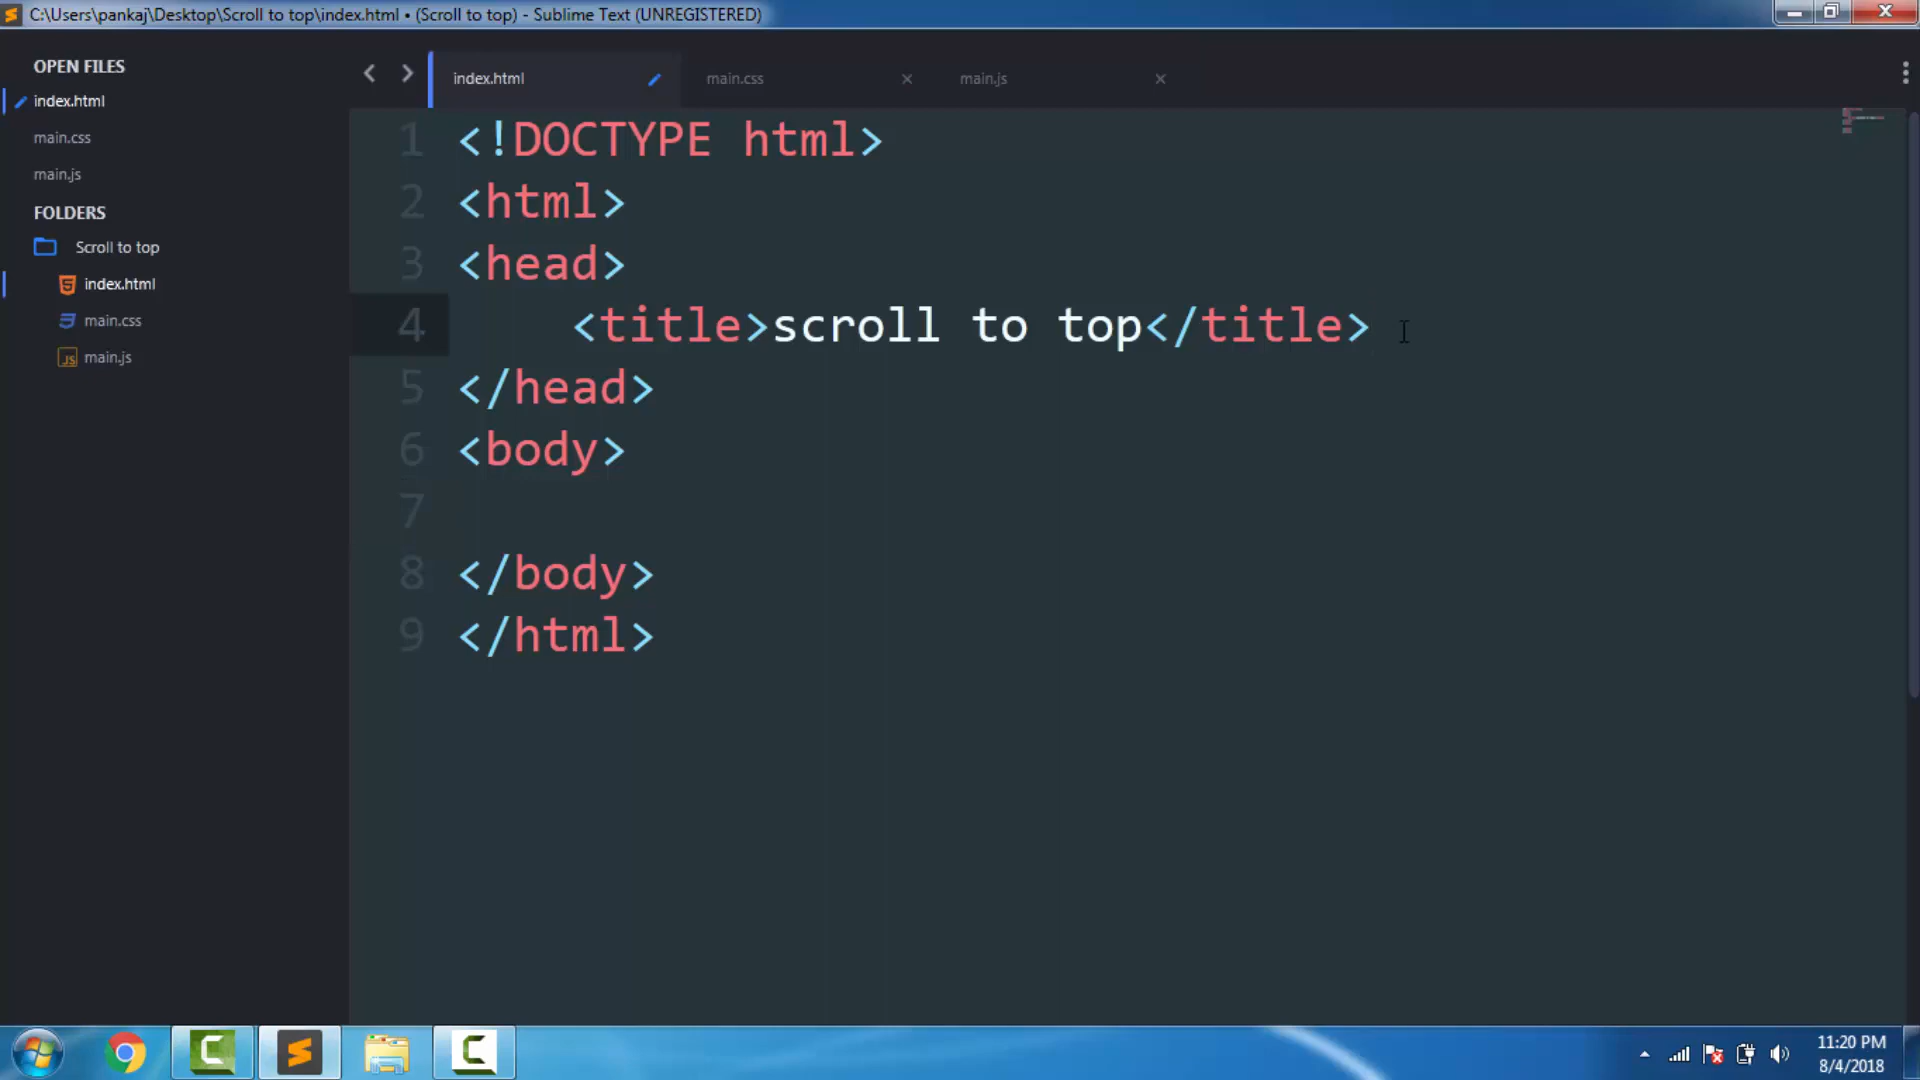 C:\Users\pankaj\Desktop\Scroll to top\index.html • (Scroll to top) - Sublime Text (UNREGISTERED)
OPEN FILES
index.html
main.css
main.js
FOLDERS
Scroll to top
index.html
main.css
JS main.js
index.html
main.css
main.js
1 <!DOCTYPE html>
2 <html>
3 <head>
4 <title>scroll to top</title>
5 </head>
6 <body>
7
8 </body>
9 </html>
11:20 PM
8/4/2018